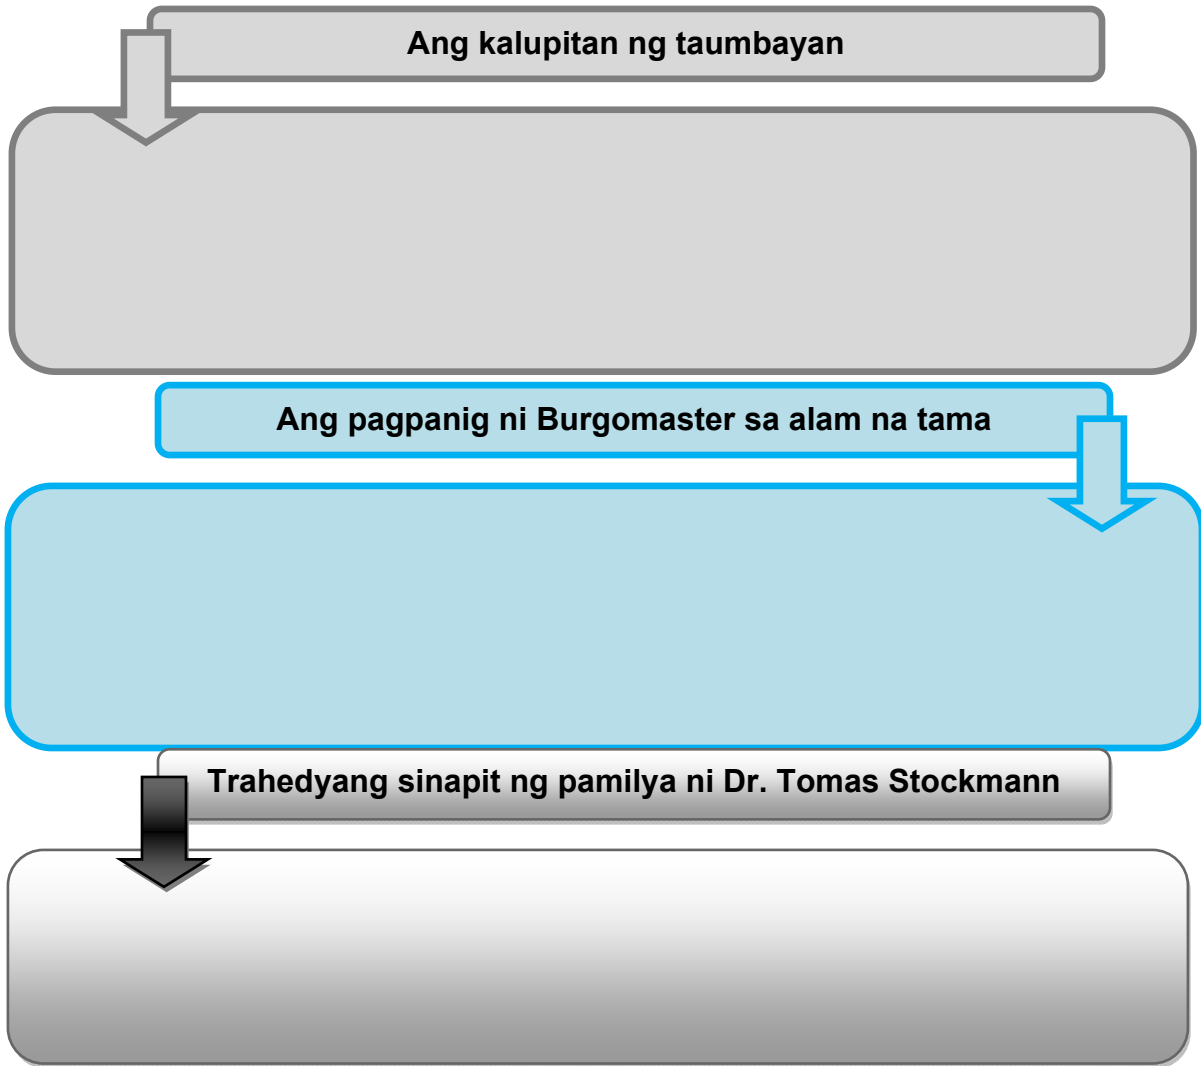 Ang kalupitan ng taumbayan
Ang pagpanig ni Burgomaster sa alam na tama
Trahedyang sinapit ng pamilya ni Dr. Tomas Stockmann